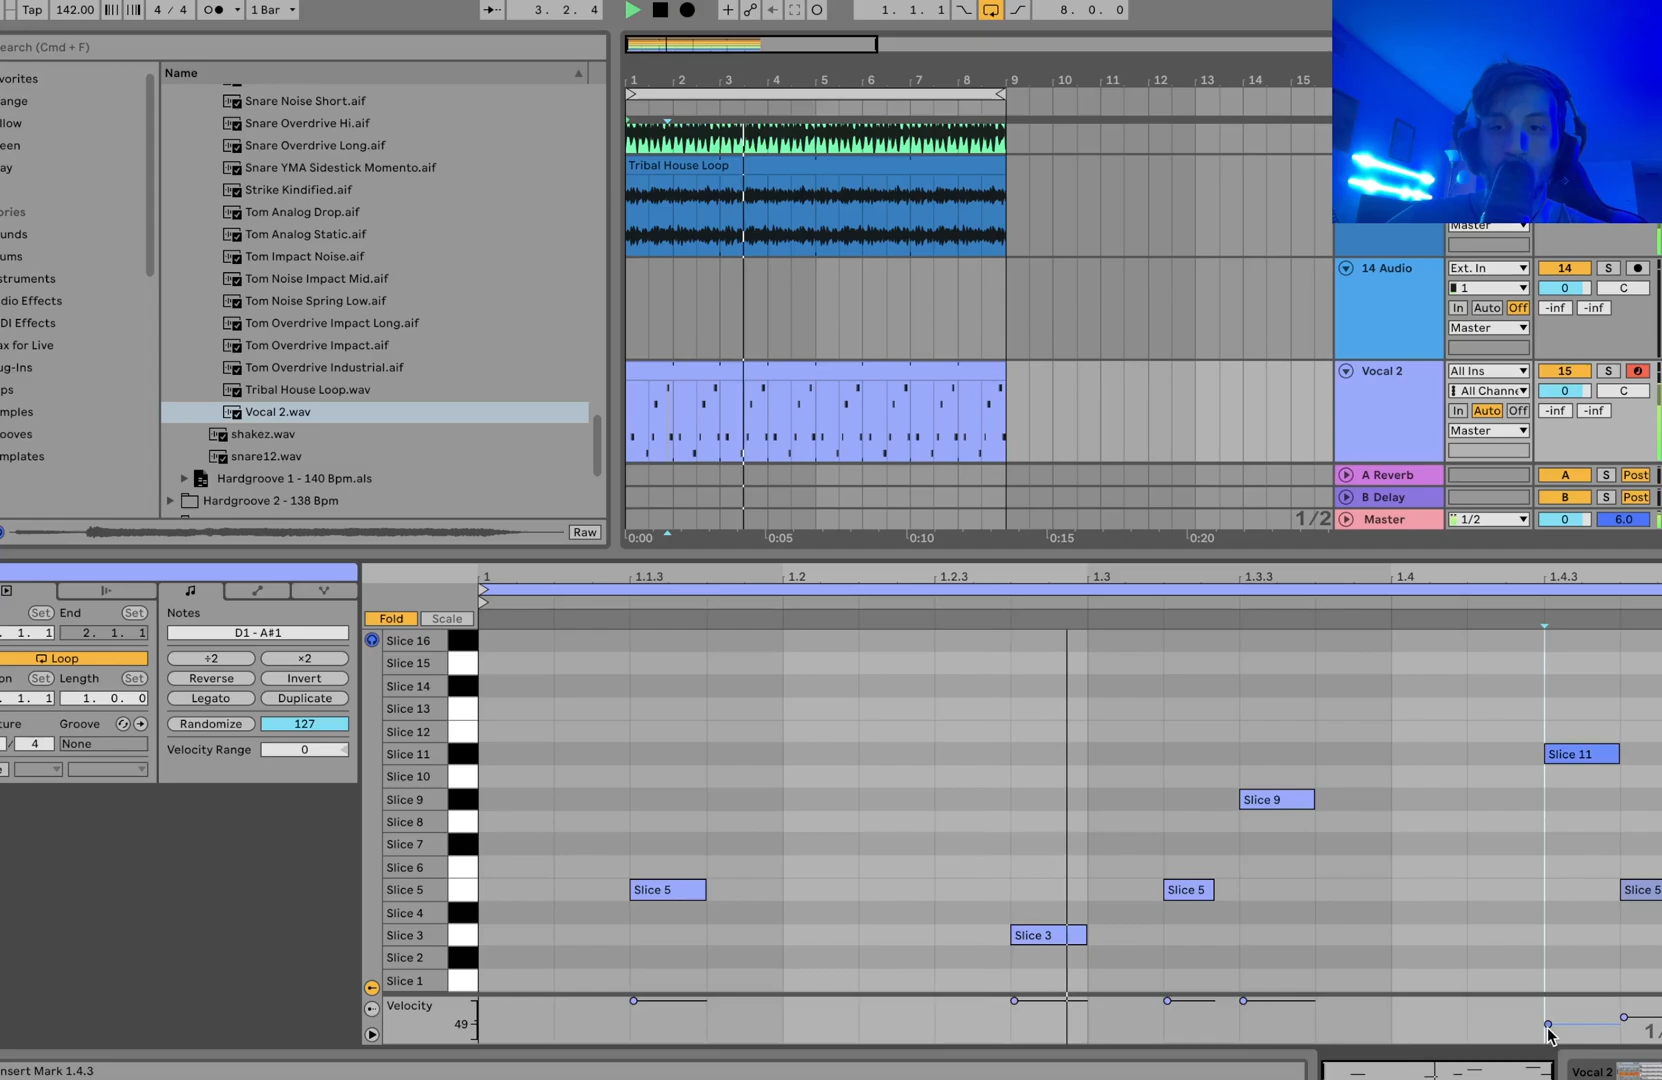 Tap 142.00 4 / 4 1 Bar 3. 2. 4 1. 1. 1 8. 0. 0
earch (Cmd + F)
vorites
ange
llow
een
ay
ories
unds
ums
struments
dio Effects
DI Effects
ax for Live
ug-Ins
ps
mples
ooves
mplates
Name
Snare Noise Short.aif
Snare Overdrive Hi.aif
Snare Overdrive Long.aif
Snare YMA Sidestick Momento.aif
Strike Kindified.aif
Tom Analog Drop.aif
Tom Analog Static.aif
Tom Impact Noise.aif
Tom Noise Impact Mid.aif
Tom Noise Spring Low.aif
Tom Overdrive Impact Long.aif
Tom Overdrive Impact.aif
Tom Overdrive Industrial.aif
Tribal House Loop.wav
Vocal 2.wav
shakez.wav
snare12.wav
Hardgroove 1 - 140 Bpm.als
Hardgroove 2 - 138 Bpm
Raw
1 2 3 4 5 6 7 8 9 10 11 12 13 14 15
Tribal House Loop
1/2
0:00 0:05 0:10 0:15 0:20
Master
14 Audio Ext. In 14 S
1 0 C
In Auto Off -inf -inf
Master
Vocal 2 All Ins 15 S
All Channe 0 C
In Auto Off -inf -inf
Master
A Reverb A S Post
B Delay B S Post
Master 1/2 0 6.0
Set End Set
. 1. 1 2. 1. 1
Loop
on Set Length Set
. 1. 1 1. 0. 0
ture Groove
/ 4 None
Notes
D1 - A#1
÷2 ×2
Reverse Invert
Legato Duplicate
Randomize 127
Velocity Range 0
1 1.1.3 1.2 1.2.3 1.3 1.3.3 1.4 1.4.3
Fold Scale
Slice 16
Slice 15
Slice 14
Slice 13
Slice 12
Slice 11 Slice 11
Slice 10
Slice 9 Slice 9
Slice 8
Slice 7
Slice 6
Slice 5 Slice 5 Slice 5 Slice 5
Slice 4
Slice 3 Slice 3
Slice 2
Slice 1
Velocity
49
1/
nsert Mark 1.4.3
Vocal 2